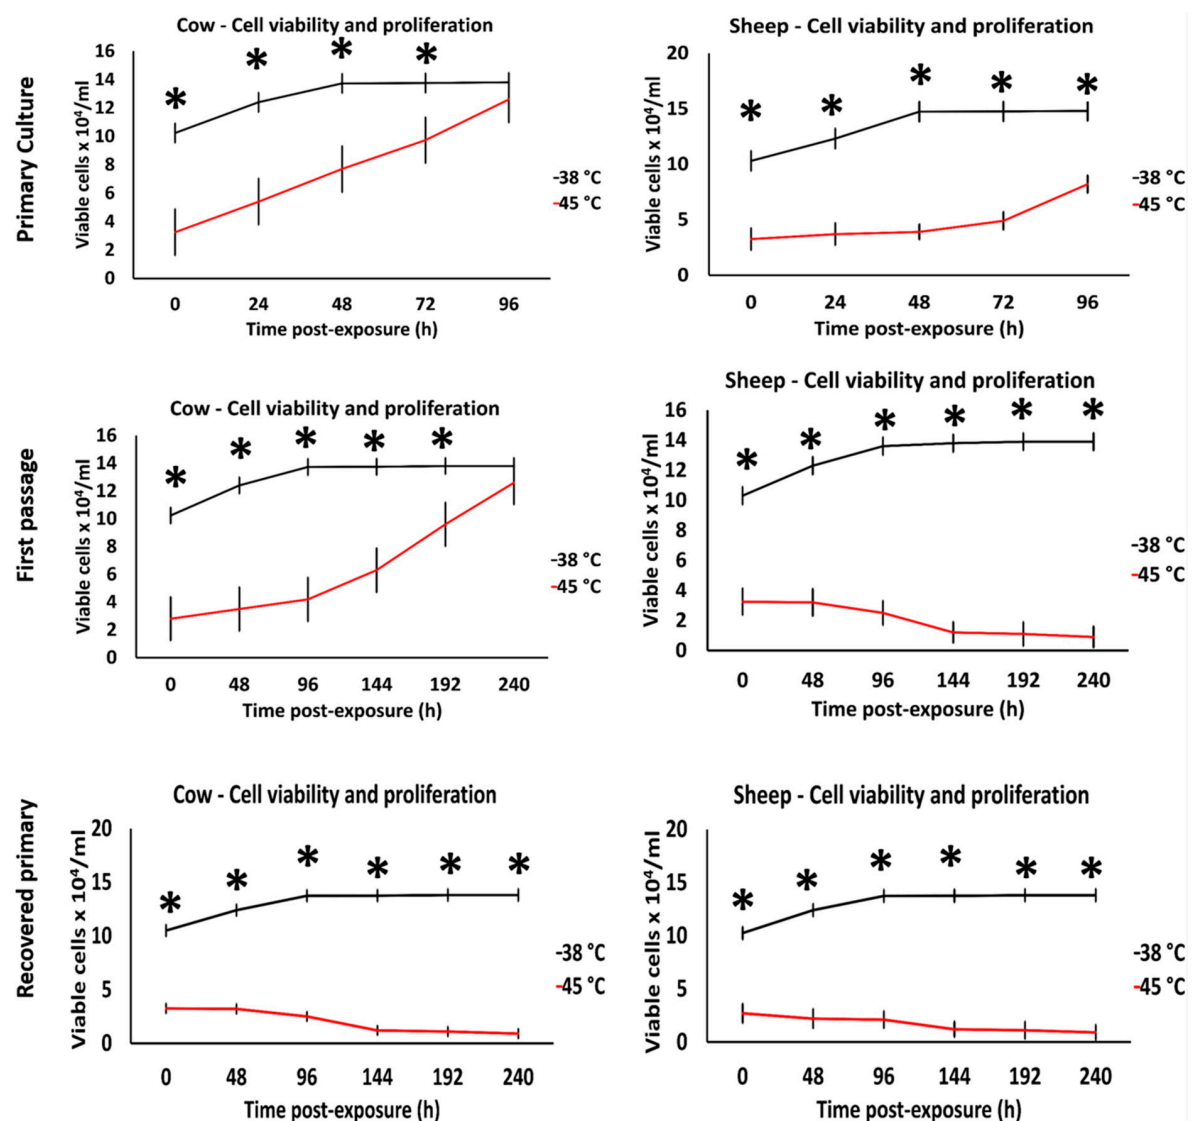 Primary Culture
Cow - Cell viability and proliferation
Viable cells x 10⁴/ml
16
14
12
10
8
6
4
2
0
* * * *
0 24 48 72 96
Time post-exposure (h)
-38 °C
-45 °C
Sheep - Cell viability and proliferation
Viable cells x 10⁴/ml
20
15
10
5
0
* * * * *
0 24 48 72 96
Time post-exposure (h)
-38 °C
-45 °C
First passage
Cow - Cell viability and proliferation
Viable cells x 10⁴/ml
16
14
12
10
8
6
4
2
0
* * * * *
0 48 96 144 192 240
Time post-exposure (h)
-38 °C
-45 °C
Sheep - Cell viability and proliferation
Viable cells x 10⁴/ml
16
14
12
10
8
6
4
2
0
* * * * * *
0 48 96 144 192 240
Time post-exposure (h)
-38 °C
-45 °C
Recovered primary
Cow - Cell viability and proliferation
Viable cells x 10⁴/ml
20
15
10
5
0
* * * * * *
0 48 96 144 192 240
Time post-exposure (h)
-38 °C
-45 °C
Sheep - Cell viability and proliferation
Viable cells x 10⁴/ml
20
15
10
5
0
* * * * * *
0 48 96 144 192 240
Time post-exposure (h)
-38 °C
-45 °C